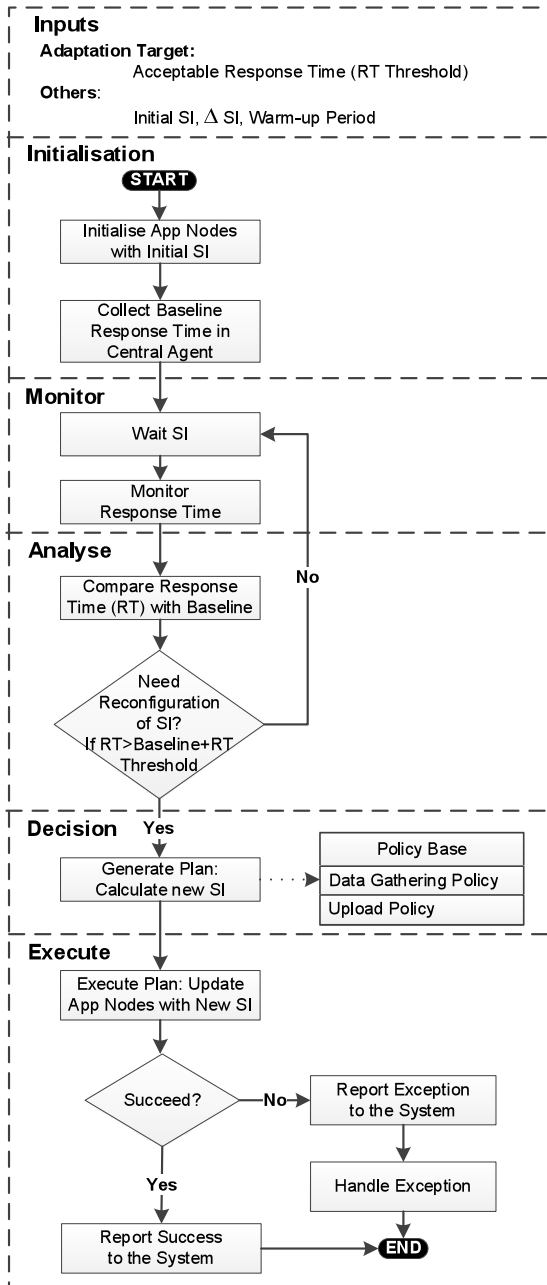 Inputs
Adaptation Target:
Acceptable Response Time (RT Threshold)
Others:
Initial SI, Δ SI, Warm-up Period
Initialisation
START
Initialise App Nodes
with Initial SI
Collect Baseline
Response Time in
Central Agent
Monitor
Wait SI
Monitor
Response Time
Analyse
No
Compare Response
Time (RT) with Baseline
Need
Reconfiguration
of SI?
If RT>Baseline+RT
Threshold
Decision
Yes
Generate Plan:
Calculate new SI
Policy Base
Data Gathering Policy
Upload Policy
Execute
Execute Plan: Update
App Nodes with New SI
Succeed?
No
Report Exception
to the System
Yes
Handle Exception
Report Success
to the System
END